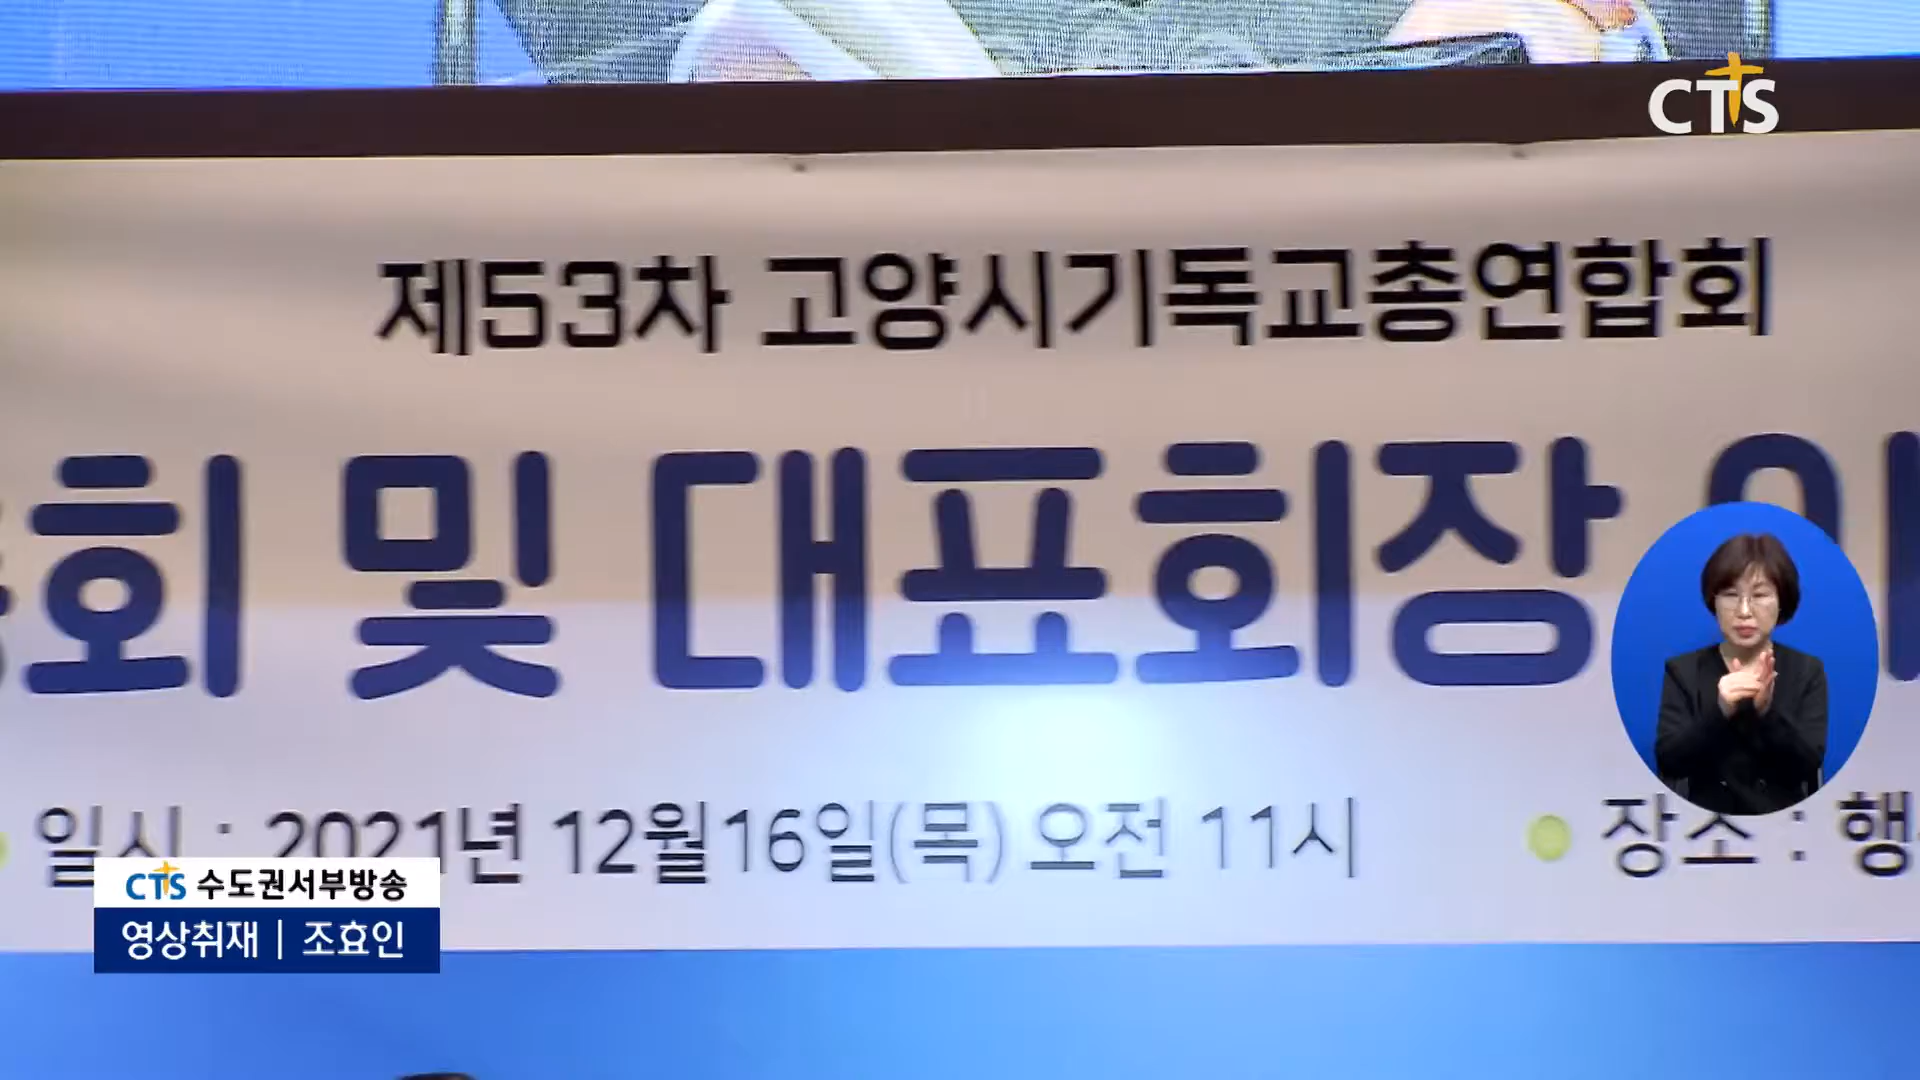 CTS
제53차 고양시기독교총연합회
회 및 대표회장 이
일시 : 2021년 12월16일(목) 오전 11시
장소 : 행
CTS 수도권서부방송
영상취재 | 조효인